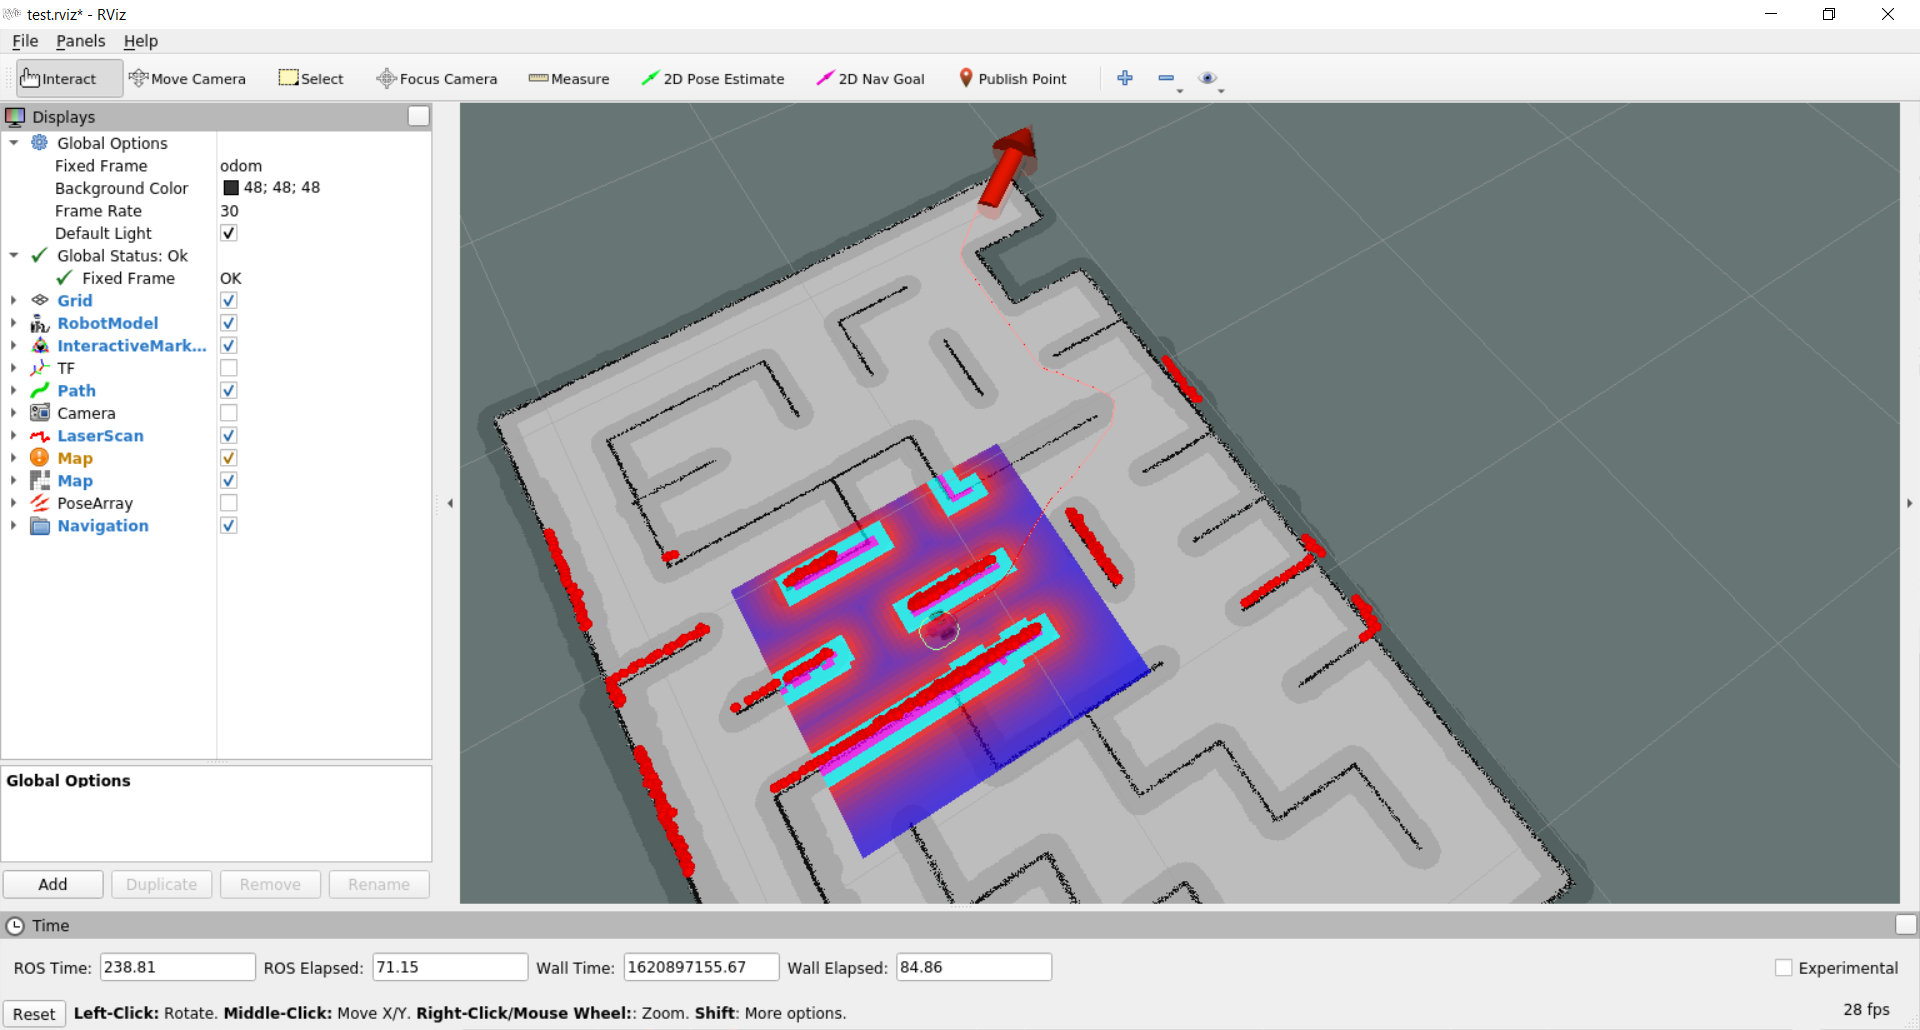 test.rviz* - RViz
File Panels Help
Interact Move Camera Select Focus Camera Measure 2D Pose Estimate 2D Nav Goal Publish Point
Displays
Global Options
Fixed Frame odom
Background Color 48; 48; 48
Frame Rate 30
Default Light
Global Status: Ok
Fixed Frame OK
Grid
RobotModel
InteractiveMark...
TF
Path
Camera
LaserScan
Map
Map
PoseArray
Navigation
Global Options
Add Duplicate Remove Rename
Time
ROS Time: 238.81 ROS Elapsed: 71.15 Wall Time: 1620897155.67 Wall Elapsed: 84.86 Experimental
Reset Left-Click: Rotate. Middle-Click: Move X/Y. Right-Click/Mouse Wheel:: Zoom. Shift: More options. 28 fps